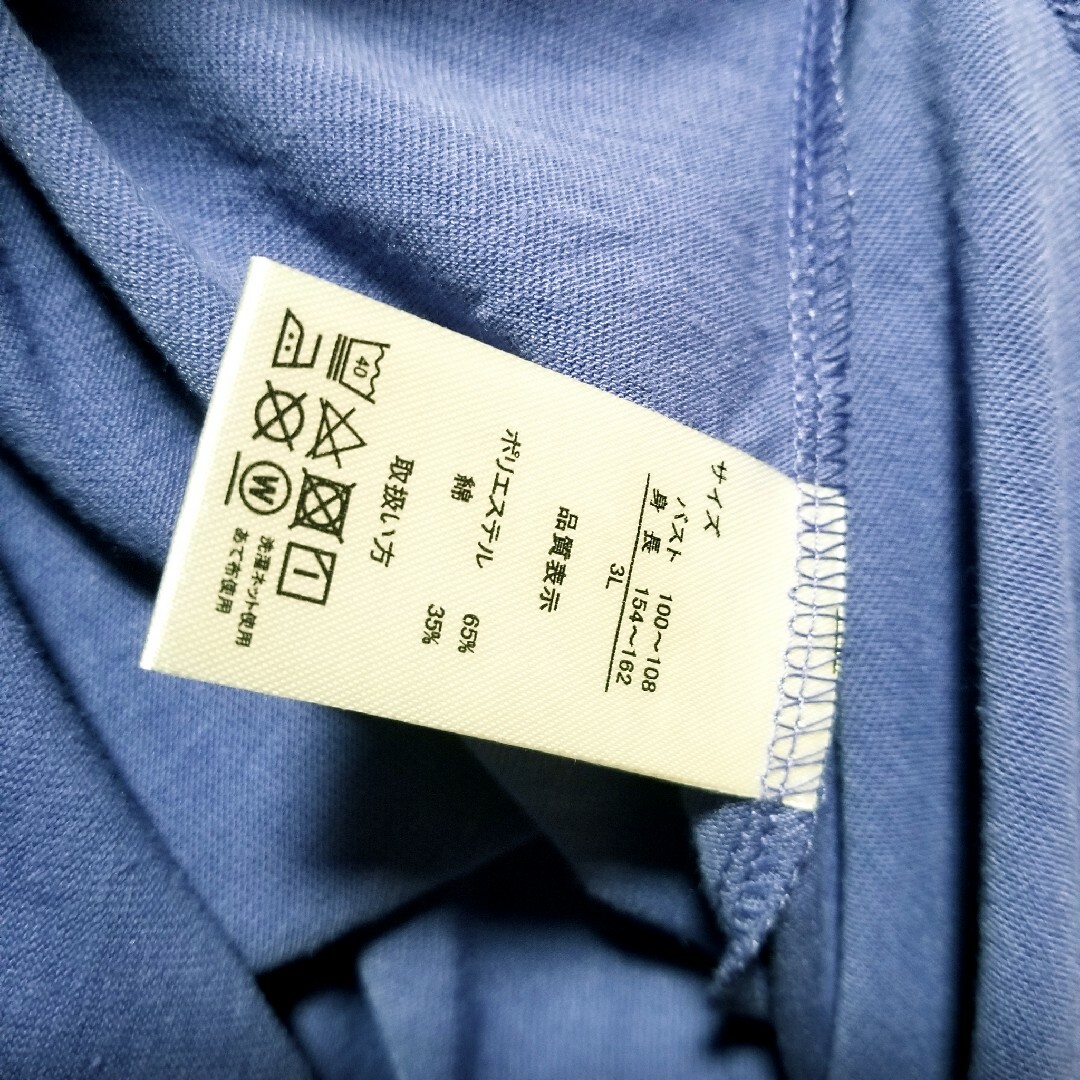 サイズ
バスト 100～108
身長 154～162
3L
品質表示
ポリエステル 65%
綿 35%
取扱い方
40
W
洗濯ネット使用
あて布使用